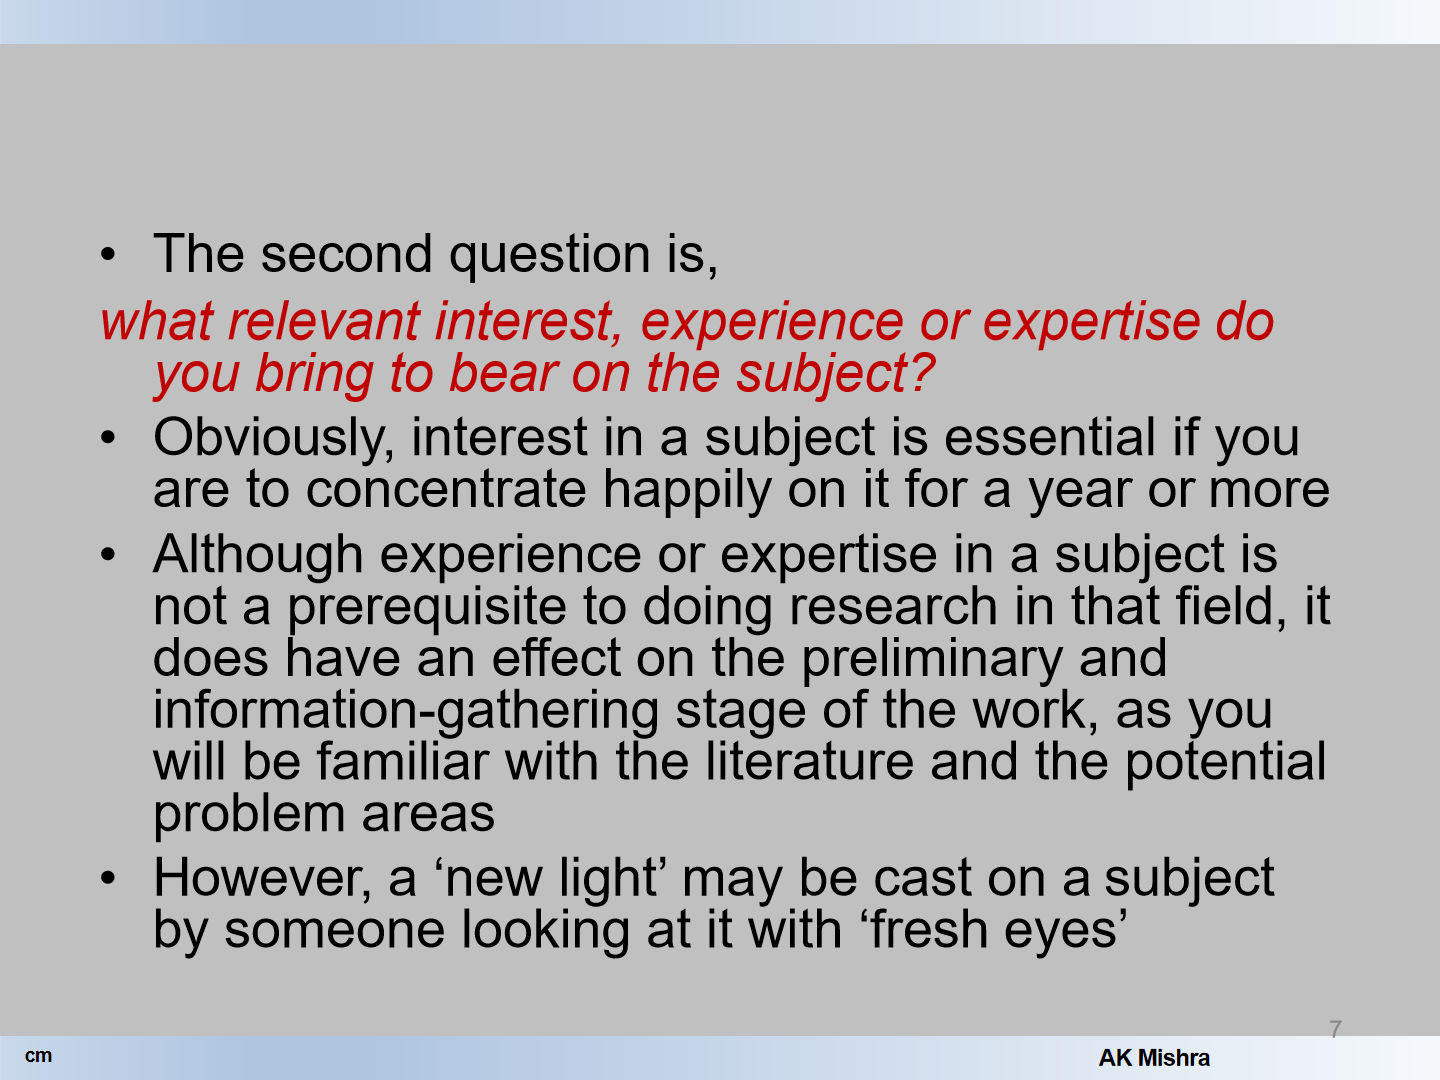 • The second question is,
what relevant interest, experience or expertise do
you bring to bear on the subject?
• Obviously, interest in a subject is essential if you
are to concentrate happily on it for a year or more
• Although experience or expertise in a subject is
not a prerequisite to doing research in that field, it
does have an effect on the preliminary and
information-gathering stage of the work, as you
will be familiar with the literature and the potential
problem areas
• However, a ‘new light’ may be cast on a subject
by someone looking at it with ‘fresh eyes’
7
cm
AK Mishra